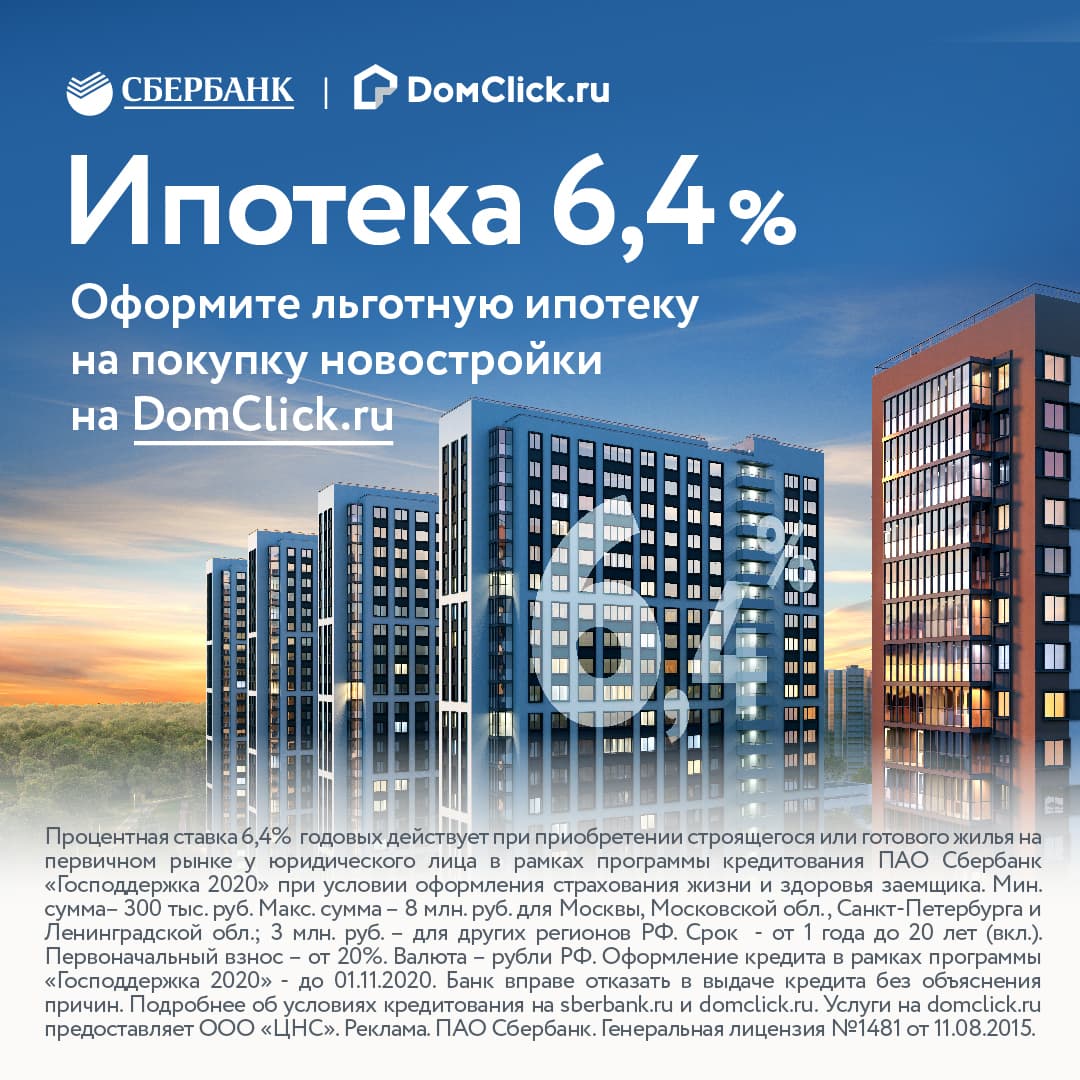 СБЕРБАНК | DomClick.ru
Ипотека 6,4 %
Оформите льготную ипотеку
на покупку новостройки
на DomClick.ru
6,4%
Процентная ставка 6,4% годовых действует при приобретении строящегося или готового жилья на
первичном рынке у юридического лица в рамках программы кредитования ПАО Сбербанк
«Господдержка 2020» при условии оформления страхования жизни и здоровья заемщика. Мин.
сумма– 300 тыс. руб. Макс. сумма – 8 млн. руб. для Москвы, Московской обл., Санкт-Петербурга и
Ленинградской обл.; 3 млн. руб. – для других регионов РФ. Срок - от 1 года до 20 лет (вкл.).
Первоначальный взнос – от 20%. Валюта – рубли РФ. Оформление кредита в рамках программы
«Господдержка 2020» - до 01.11.2020. Банк вправе отказать в выдаче кредита без объяснения
причин. Подробнее об условиях кредитования на sberbank.ru и domclick.ru. Услуги на domclick.ru
предоставляет ООО «ЦНС». Реклама. ПАО Сбербанк. Генеральная лицензия №1481 от 11.08.2015.